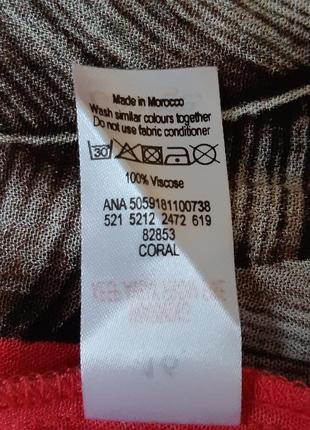 Made in Morocco
Wash similar colours together
Do not use fabric conditioner
30
100% Viscose
ANA 5059181100738
521 5212 2472 619
82853
CORAL